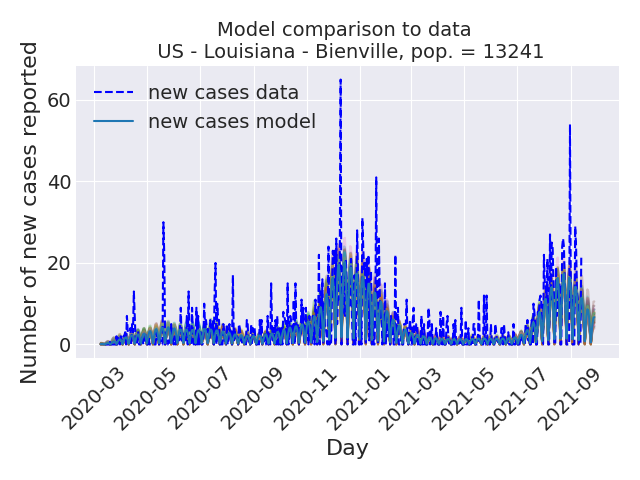 Model comparison to data
US - Louisiana - Bienville, pop. = 13241
Number of new cases reported
60
40
20
0
new cases data
new cases model
2020-03
2020-05
2020-07
2020-09
2020-11
2021-01
2021-03
2021-05
2021-07
2021-09
Day